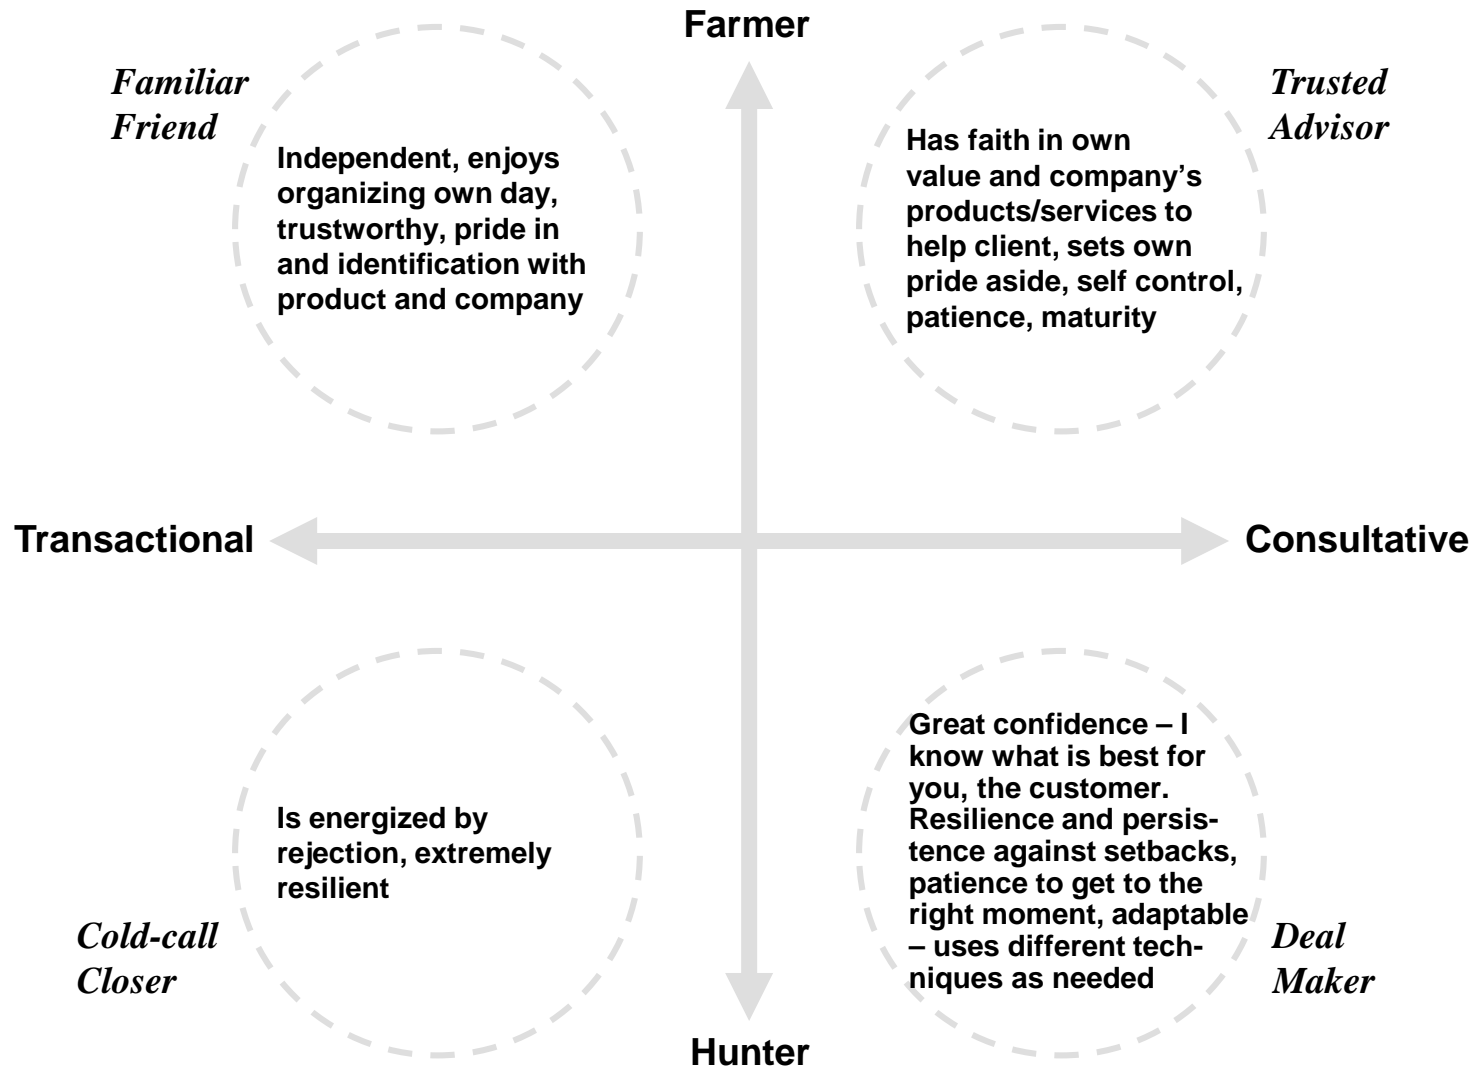 Farmer
Familiar
Friend
Independent, enjoys
organizing own day,
trustworthy, pride in
and identification with
product and company
Trusted
Advisor
Has faith in own
value and company’s
products/services to
help client, sets own
pride aside, self control,
patience, maturity
Transactional
Consultative
Is energized by
rejection, extremely
resilient
Cold-call
Closer
Great confidence – I
know what is best for
you, the customer.
Resilience and persis-
tence against setbacks,
patience to get to the
right moment, adaptable
– uses different tech-
niques as needed
Deal
Maker
Hunter